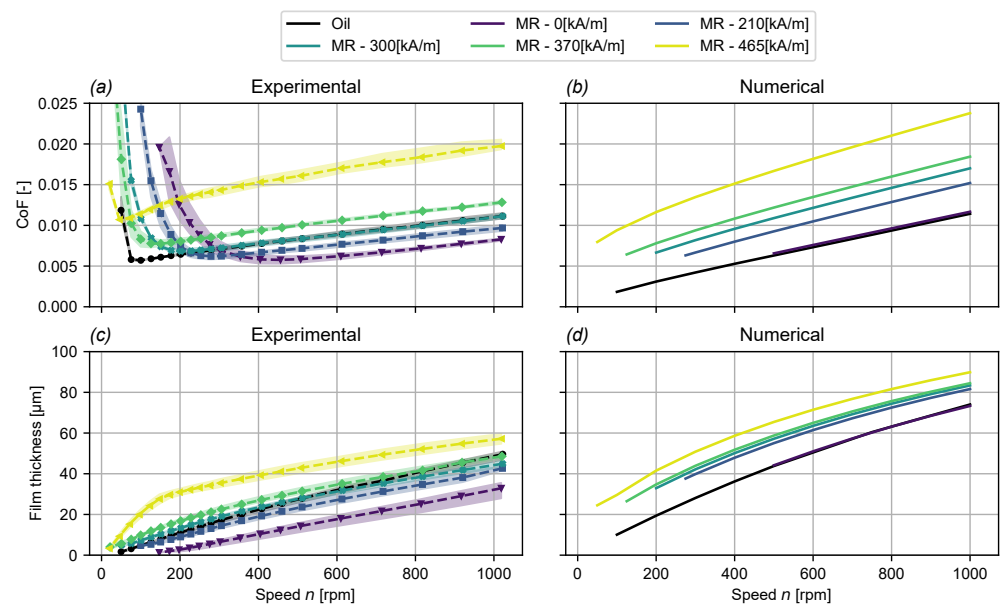 Oil MR - 0[kA/m] MR - 210[kA/m]
MR - 300[kA/m] MR - 370[kA/m] MR - 465[kA/m]
(a) Experimental
0.025
0.020
0.015
0.010
0.005
0.000
CoF [-]
(b) Numerical
(c) Experimental
100
80
60
40
20
0
Film thickness [µm]
0 200 400 600 800 1000
Speed n [rpm]
(d) Numerical
0 200 400 600 800 1000
Speed n [rpm]